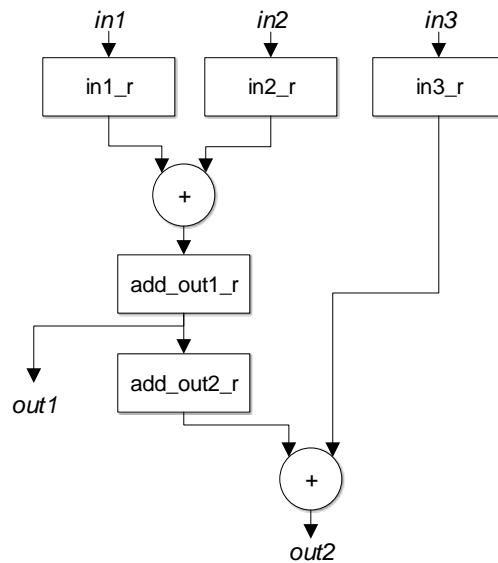 in1 in2 in3
in1_r in2_r in3_r
+
add_out1_r
out1
add_out2_r
+
out2